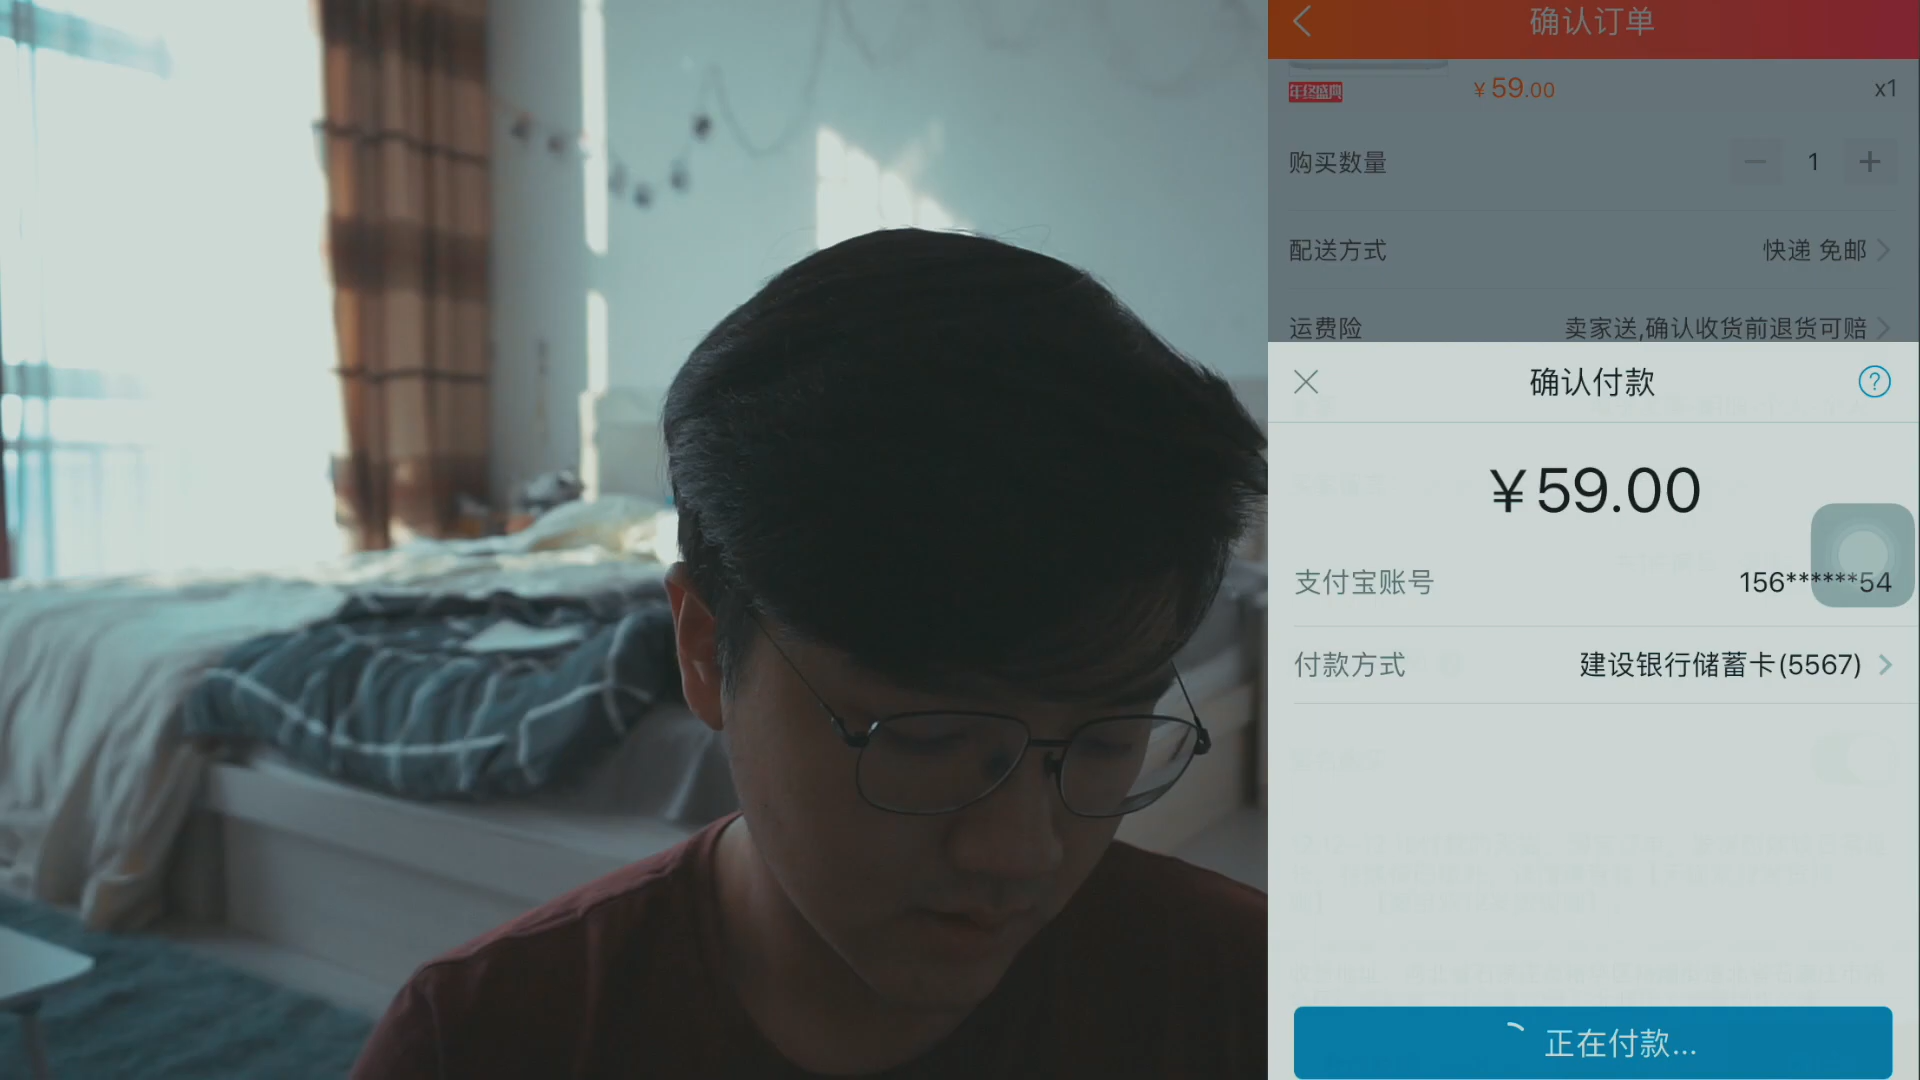 确认订单
年终盛典
￥59.00
x1
购买数量
1
配送方式
快递 免邮
运费险
卖家送,确认收货前退货可赔
确认付款
?
￥59.00
支付宝账号
156******54
付款方式
建设银行储蓄卡(5567)
正在付款...